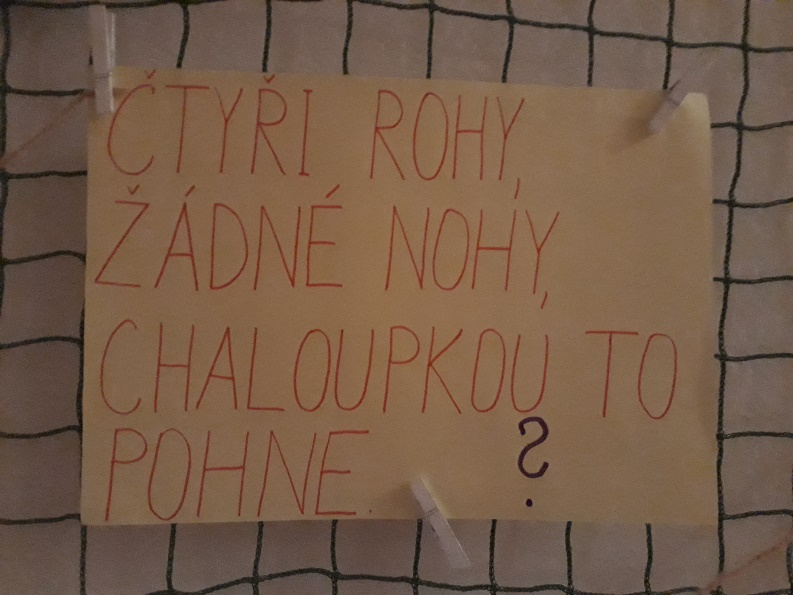 ČTYŘI ROHY,
ŽÁDNÉ NOHY,
CHALOUPKOU TO
POHNE. ?